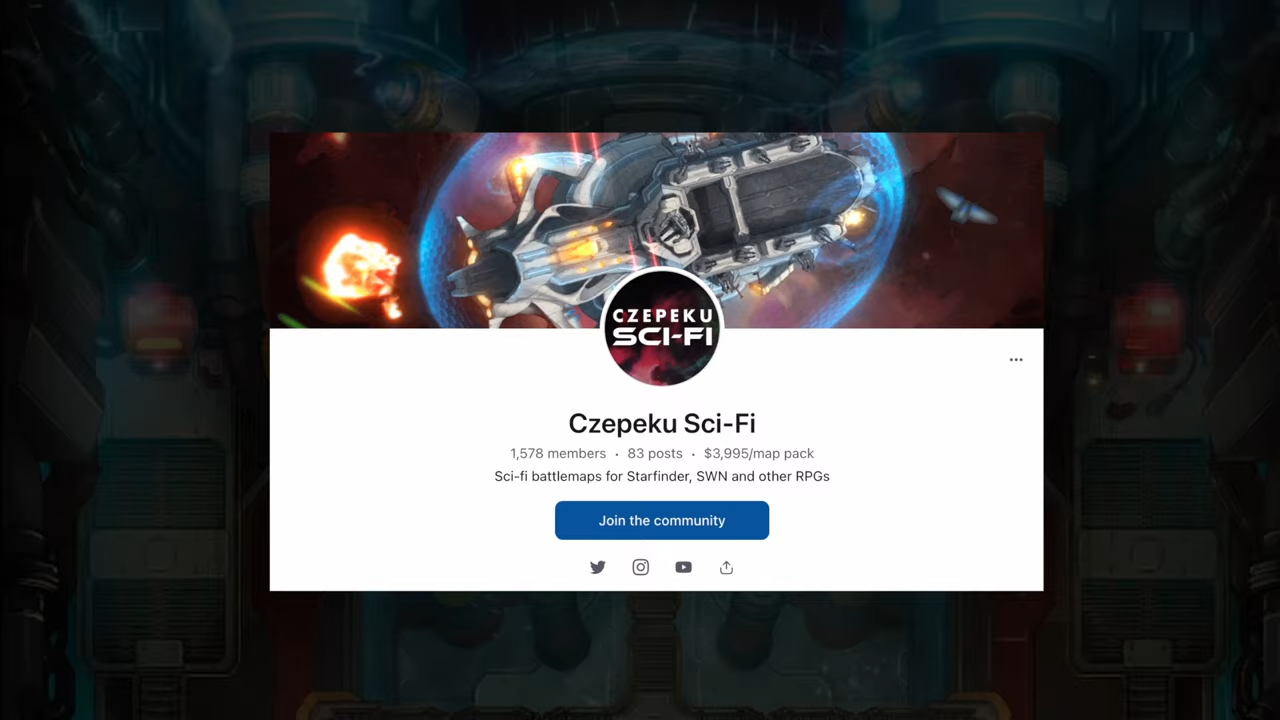 CZEPEKU
SCI-FI
Czepeku Sci-Fi
1,578 members · 83 posts · $3,995/map pack
Sci-fi battlemaps for Starfinder, SWN and other RPGs
Join the community